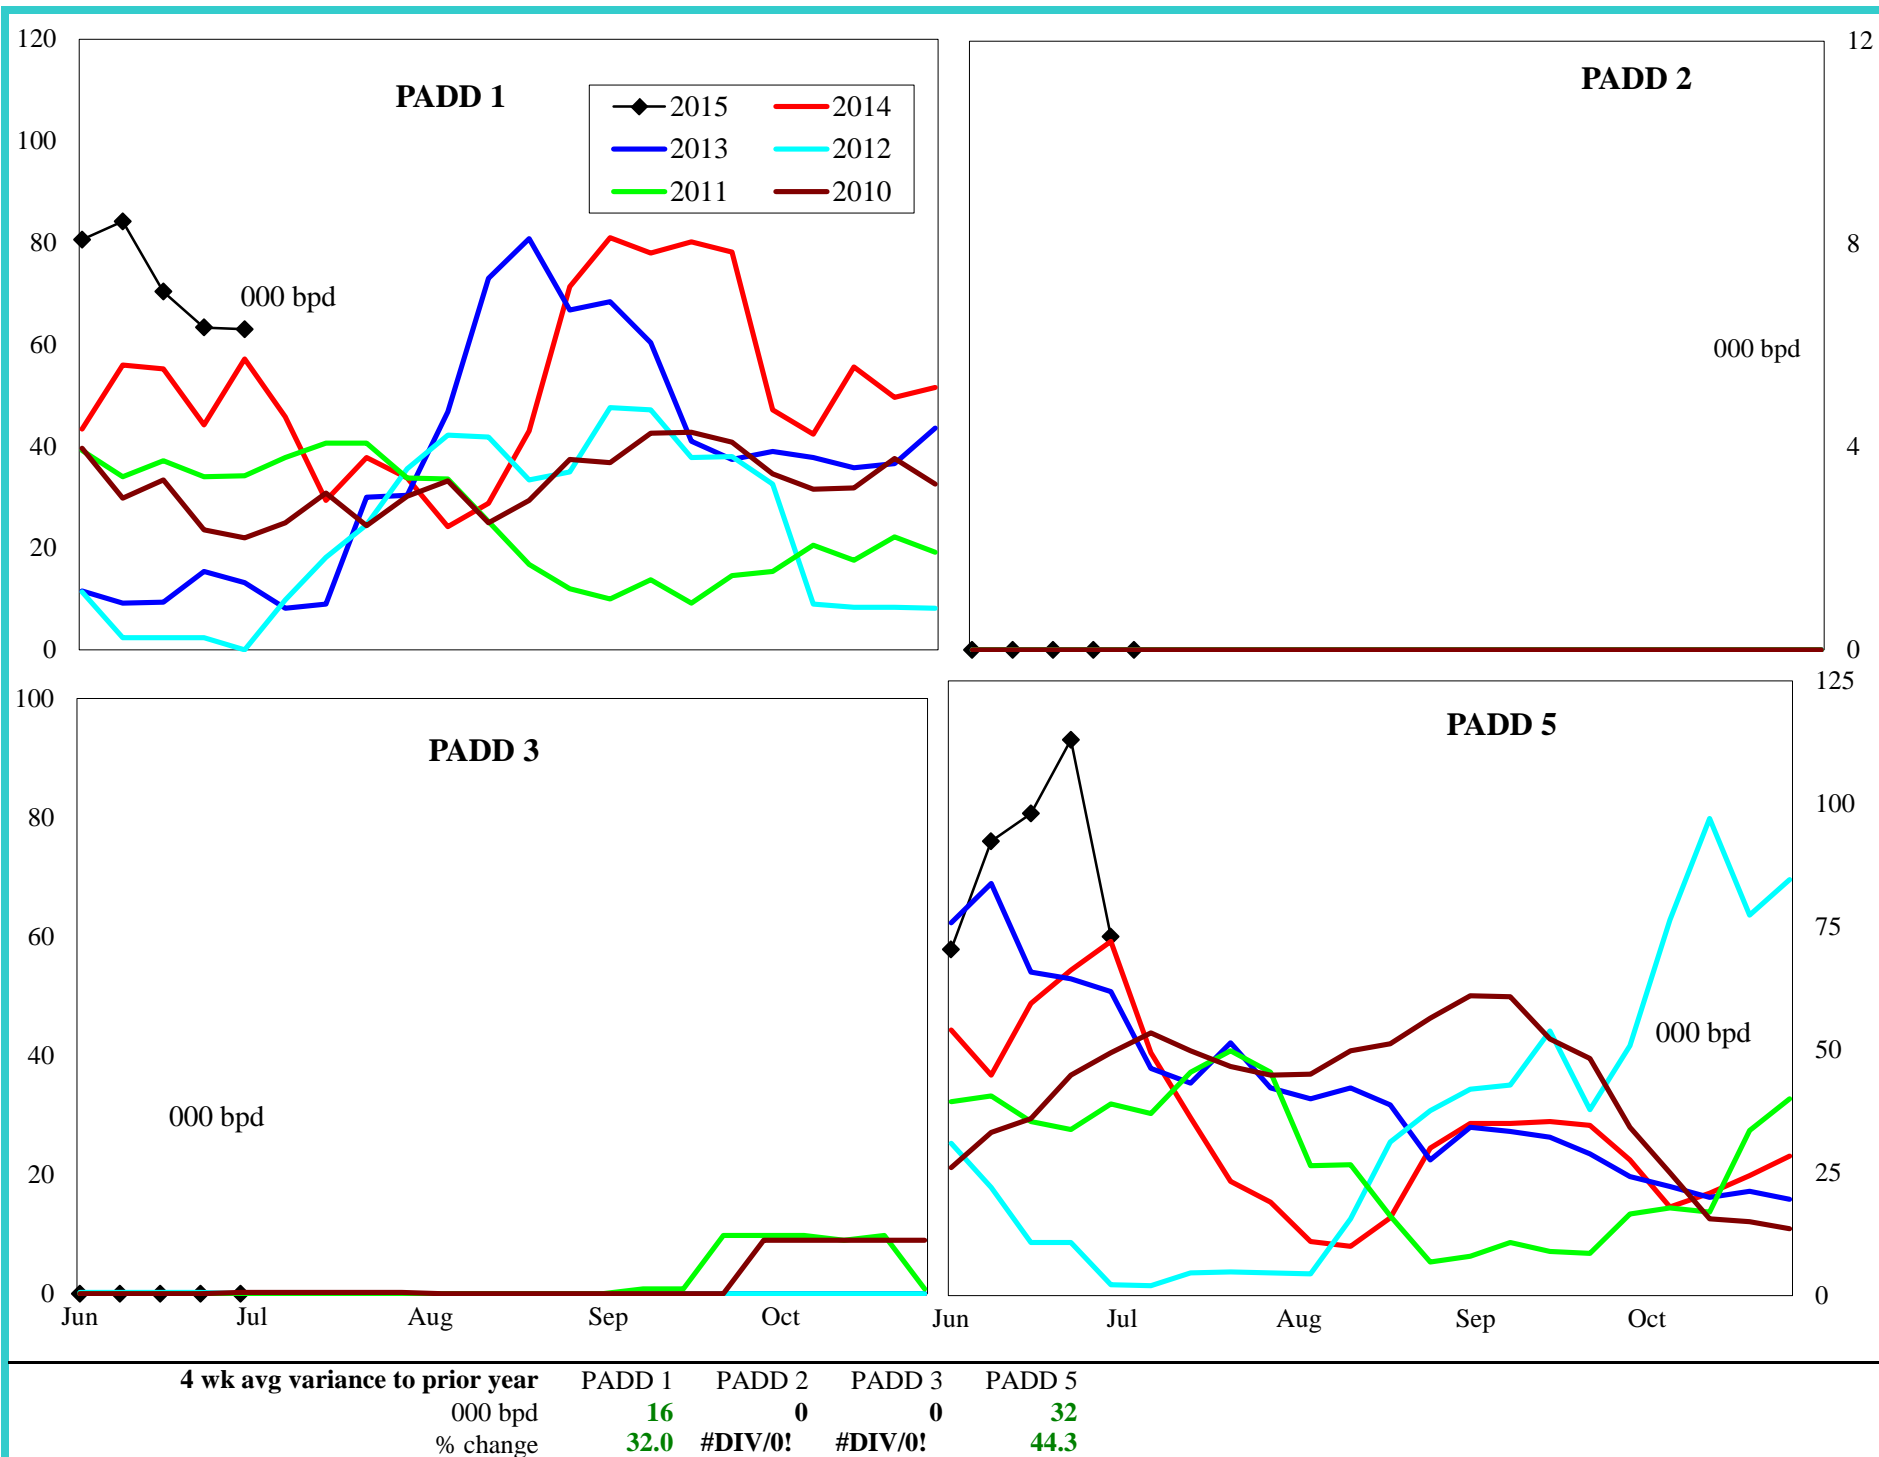 120
100
80
60
40
20
0
PADD 1
2015 2014
2013 2012
2011 2010
000 bpd
PADD 2
12
8
4
0
000 bpd
100
80
60
40
20
0
PADD 3
000 bpd
Jun Jul Aug Sep Oct
PADD 5
125
100
75
50
25
0
000 bpd
Jun Jul Aug Sep Oct
4 wk avg variance to prior year PADD 1 PADD 2 PADD 3 PADD 5
000 bpd 16 0 0 32
% change 32.0 #DIV/0! #DIV/0! 44.3